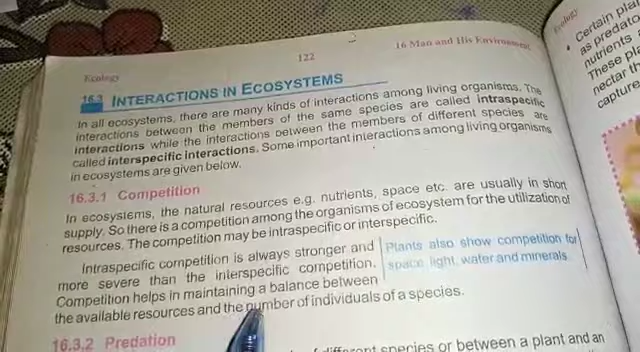 122
16 Man and His Environment
Ecology
16.3 INTERACTIONS IN ECOSYSTEMS
In all ecosystems, there are many kinds of interactions among living organisms. The
interactions between the members of the same species are called intraspecific
interactions while the interactions between the members of different species are
called interspecific interactions. Some important interactions among living organisms
in ecosystems are given below.
16.3.1 Competition
In ecosystems, the natural resources e.g. nutrients, space etc. are usually in short
supply. So there is a competition among the organisms of ecosystem for the utilization of
resources. The competition may be intraspecific or interspecific.
Intraspecific competition is always stronger and
more severe than the interspecific competition.
Competition helps in maintaining a balance between
the available resources and the number of individuals of a species.
Plants also show competition for
space, light, water and minerals.
16.3.2 Predation
different species or between a plant and an
Ecology
• Certain
as
nutrients
These
nectar
capture